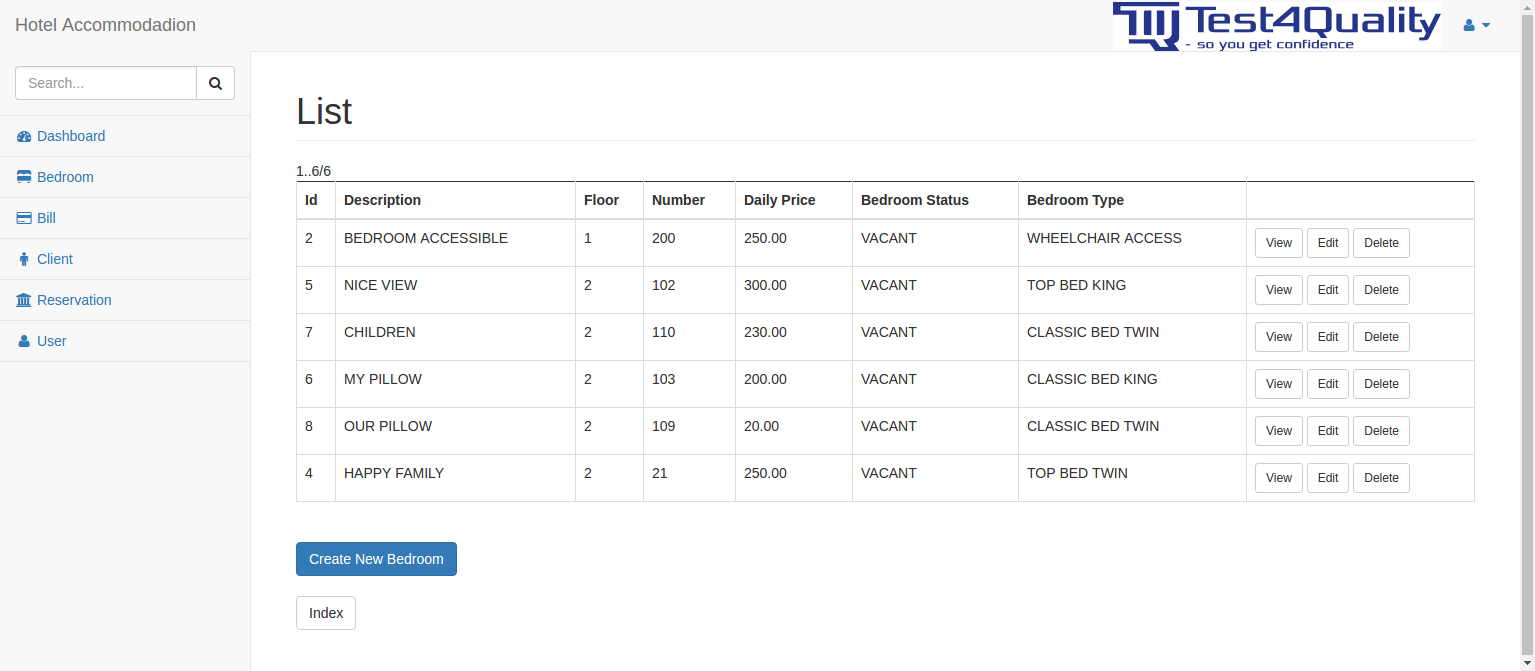 Hotel Accommodadion
Test4Quality
- so you get confidence
Search...
Dashboard
Bedroom
Bill
Client
Reservation
User
List
1..6/6
Id Description Floor Number Daily Price Bedroom Status Bedroom Type
2 BEDROOM ACCESSIBLE 1 200 250.00 VACANT WHEELCHAIR ACCESS View Edit Delete
5 NICE VIEW 2 102 300.00 VACANT TOP BED KING View Edit Delete
7 CHILDREN 2 110 230.00 VACANT CLASSIC BED TWIN View Edit Delete
6 MY PILLOW 2 103 200.00 VACANT CLASSIC BED KING View Edit Delete
8 OUR PILLOW 2 109 20.00 VACANT CLASSIC BED TWIN View Edit Delete
4 HAPPY FAMILY 2 21 250.00 VACANT TOP BED TWIN View Edit Delete
Create New Bedroom
Index